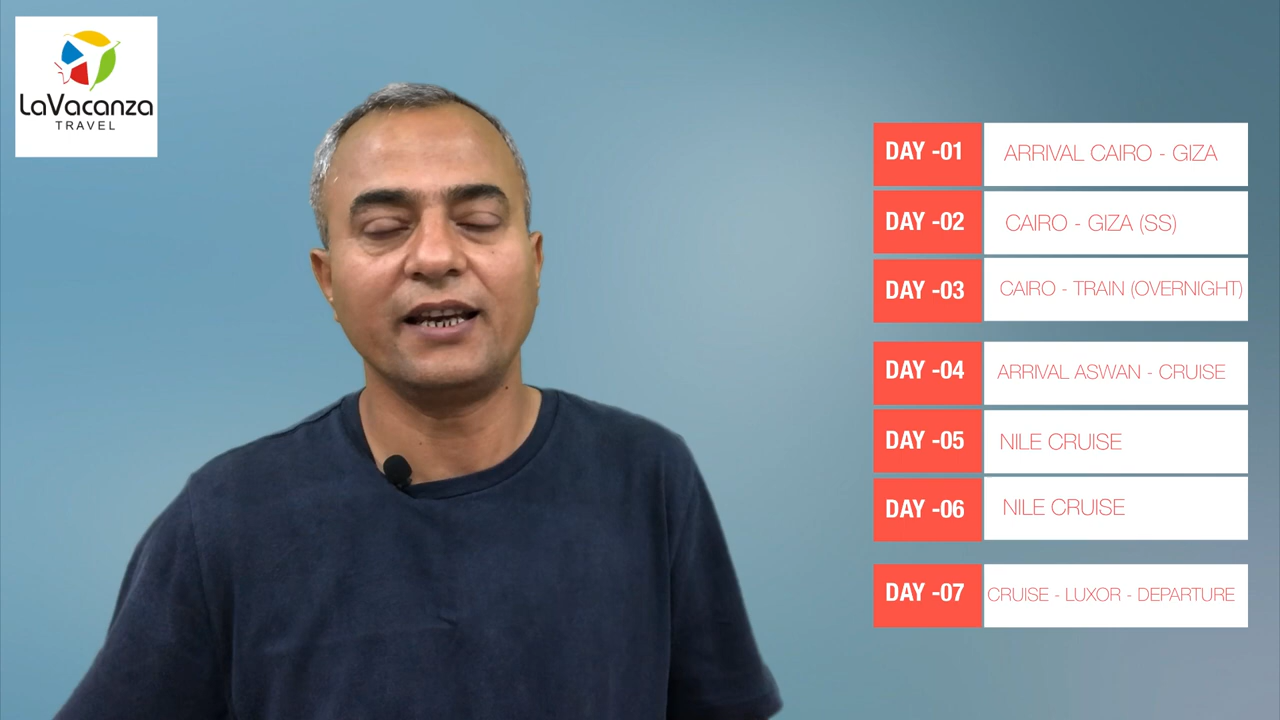 LaVacanza
TRAVEL
DAY -01 ARRIVAL CAIRO - GIZA
DAY -02 CAIRO - GIZA (SS)
DAY -03 CAIRO - TRAIN (OVERNIGHT)
DAY -04 ARRIVAL ASWAN - CRUISE
DAY -05 NILE CRUISE
DAY -06 NILE CRUISE
DAY -07 CRUISE - LUXOR - DEPARTURE